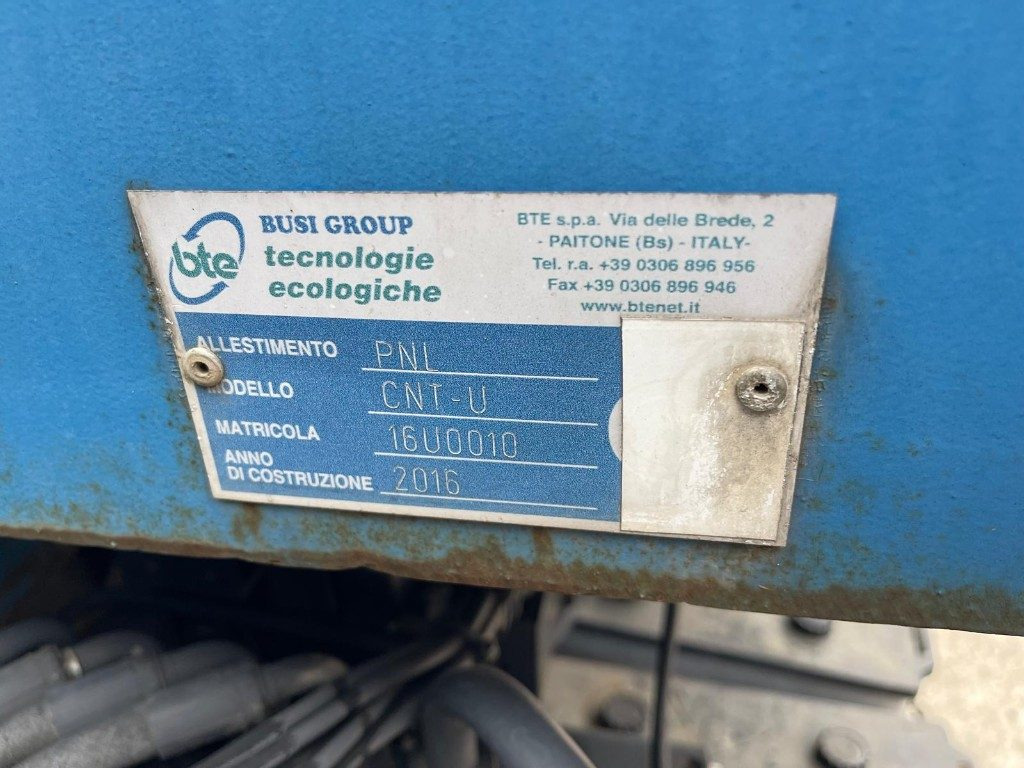 bte
BUSI GROUP
tecnologie
ecologiche
BTE s.p.a. Via delle Brede, 2
- PAITONE (Bs) - ITALY-
Tel. r.a. +39 0306 896 956
Fax +39 0306 896 946
www.btenet.it
ALLESTIMENTO PNL
MODELLO CNT-U
MATRICOLA 16U0010
ANNO
DI COSTRUZIONE 2016